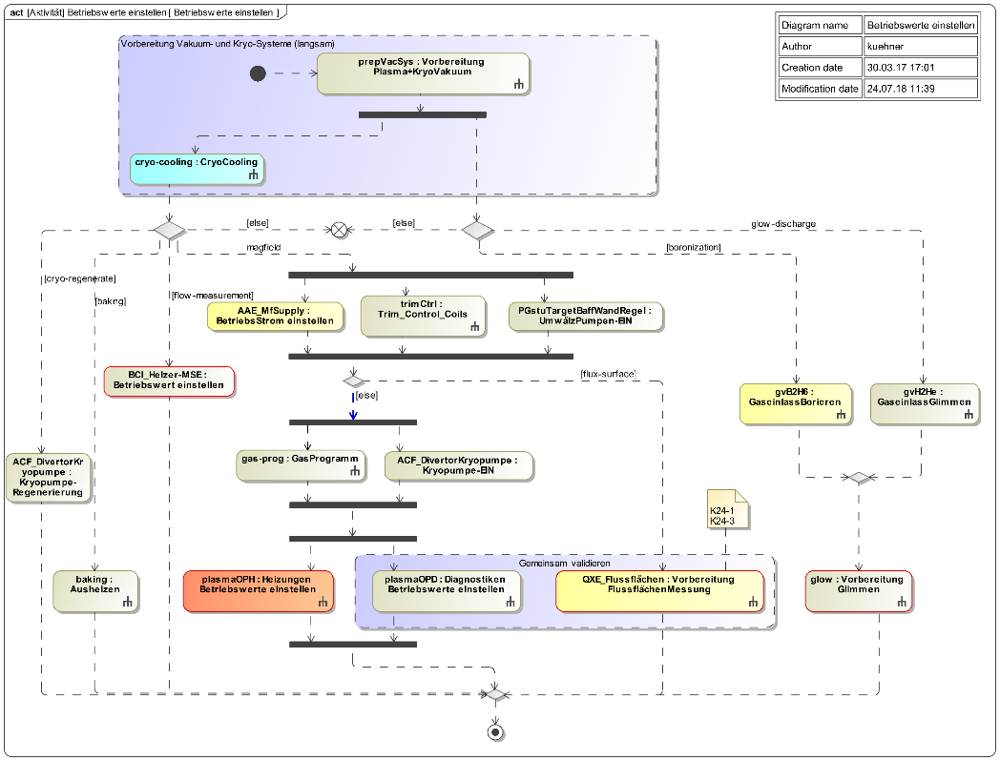 act [Aktivität] Betriebswerte einstellen [ Betriebswerte einstellen ]
Diagram name Betriebswerte einstellen
Author kuehner
Creation date 30.03.17 17:01
Modification date 24.07.18 11:39
Vorbereitung Vakuum- und Kryo-Systeme (langsam)
prepVacSys : Vorbereitung
Plasma+KryoVakuum
cryo-cooling : CryoCooling
[else]
[else]
glow-discharge
magfield
[boronization]
[cryo-regenerate]
[baking]
[flow-measurement]
AAE_MfSupply :
BetriebsStrom einstellen
trimCtrl :
Trim_Control_Coils
PGstuTargetBaffWandRegel :
UmwälzPumpen-EIN
BCI_Heizer-MSE :
Betriebswert einstellen
[flux-surface]
[else]
gvB2H6 :
GaseinlassBorieren
gvH2He :
GaseinlassGlimmen
ACF_DivertorKr
yopumpe :
Kryopumpe-
Regenerierung
gas-prog : GasProgramm
ACF_DivertorKryopumpe :
Kryopumpe-EIN
K24-1
K24-3
Gemeinsam validieren
baking :
Ausheizen
plasmaOPH : Heizungen
Betriebswerte einstellen
plasmaOPD : Diagnostiken
Betriebswerte einstellen
QXE_Flussflächen : Vorbereitung
FlussflächenMessung
glow : Vorbereitung
Glimmen